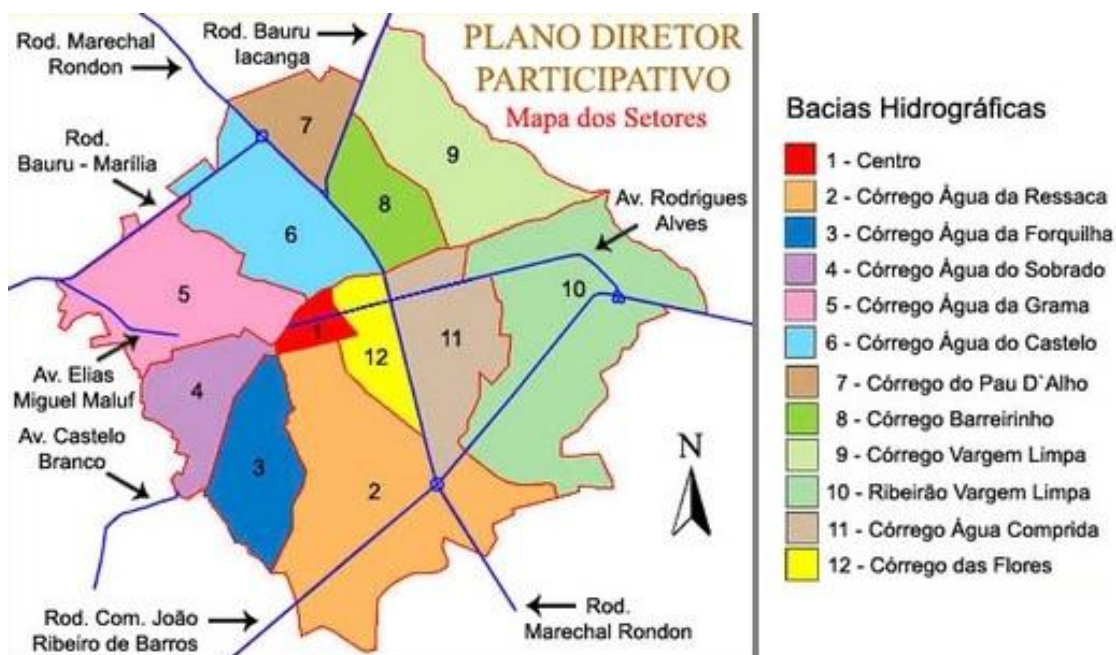 Rod. Marechal
Rondon
Rod. Bauru
Iacanga
PLANO DIRETOR
PARTICIPATIVO
Mapa dos Setores
Rod.
Bauru - Marília
Av. Rodrigues
Alves
7
9
8
6
5
10
1
11
12
4
3
2
Av. Elias
Miguel Maluf
Av. Castelo
Branco
N
Rod. Com. João
Ribeiro de Barros
Rod.
Marechal Rondon
Bacias Hidrográficas
1 - Centro
2 - Córrego Água da Ressaca
3 - Córrego Água da Forquilha
4 - Córrego Água do Sobrado
5 - Córrego Água da Grama
6 - Córrego Água do Castelo
7 - Córrego do Pau D`Alho
8 - Córrego Barreirinho
9 - Córrego Vargem Limpa
10 - Ribeirão Vargem Limpa
11 - Córrego Água Comprida
12 - Córrego das Flores